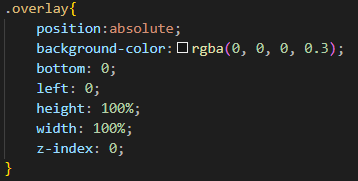 .overlay{
position:absolute;
background-color:rgba(0, 0, 0, 0.3);
bottom: 0;
left: 0;
height: 100%;
width: 100%;
z-index: 0;
}